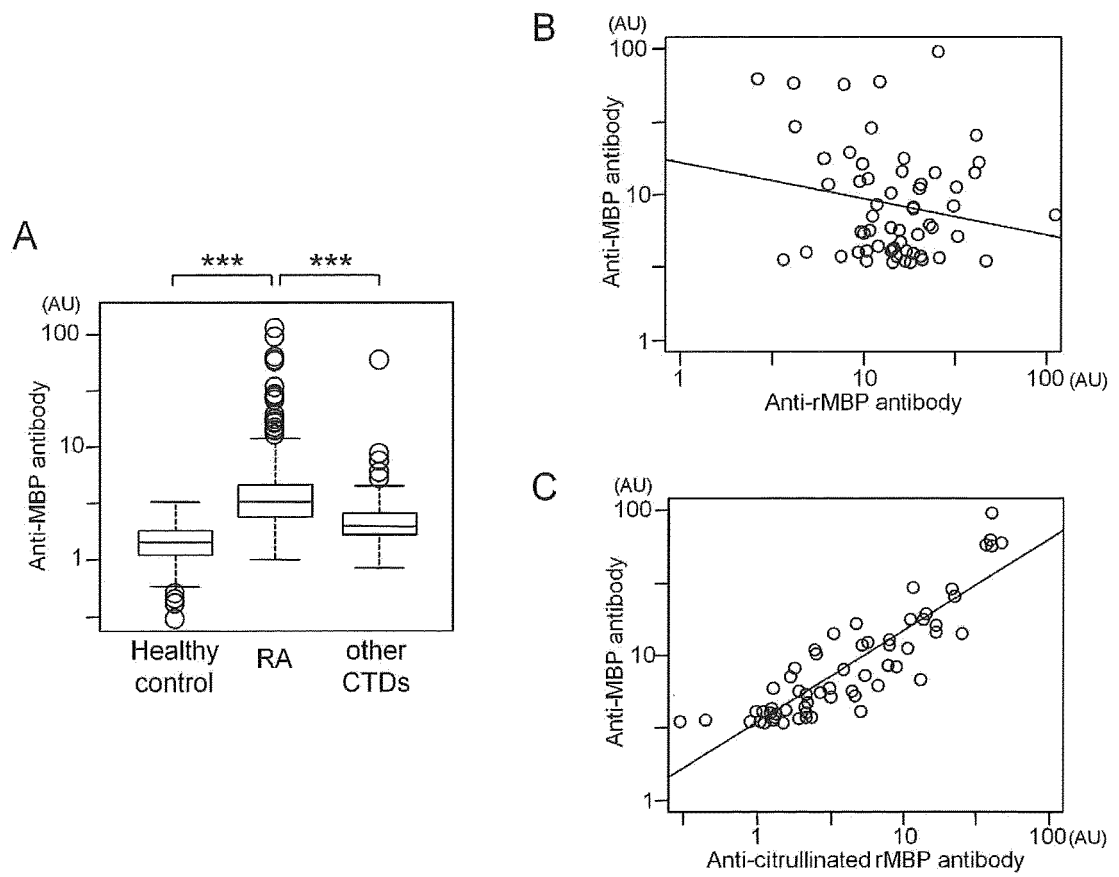 A
*** ***
(AU)
100
10
1
Anti-MBP antibody
Healthy
control
RA
other
CTDs
B
(AU)
100
10
1
Anti-MBP antibody
1 10 100 (AU)
Anti-rMBP antibody
C
(AU)
100
10
1
Anti-MBP antibody
1 10 100 (AU)
Anti-citrullinated rMBP antibody